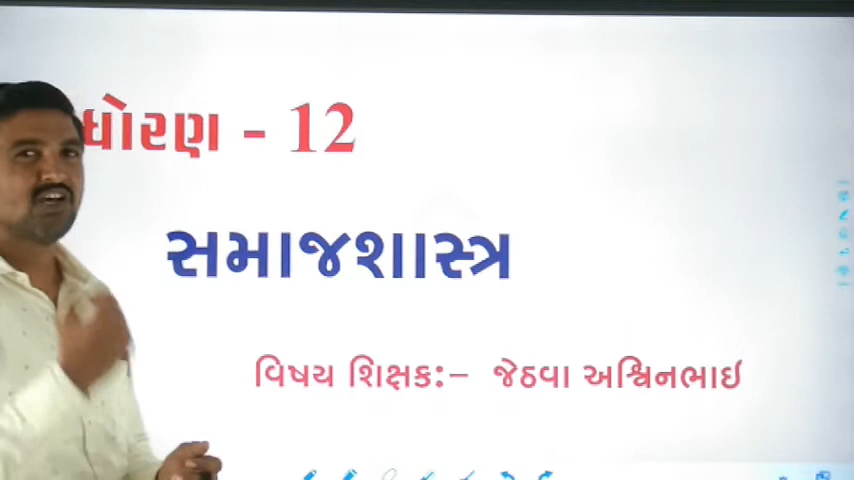 ધોરણ - 12
સમાજશાસ્ત્ર
વિષય શિક્ષક:– જેઠવા અશ્વિનભાઇ